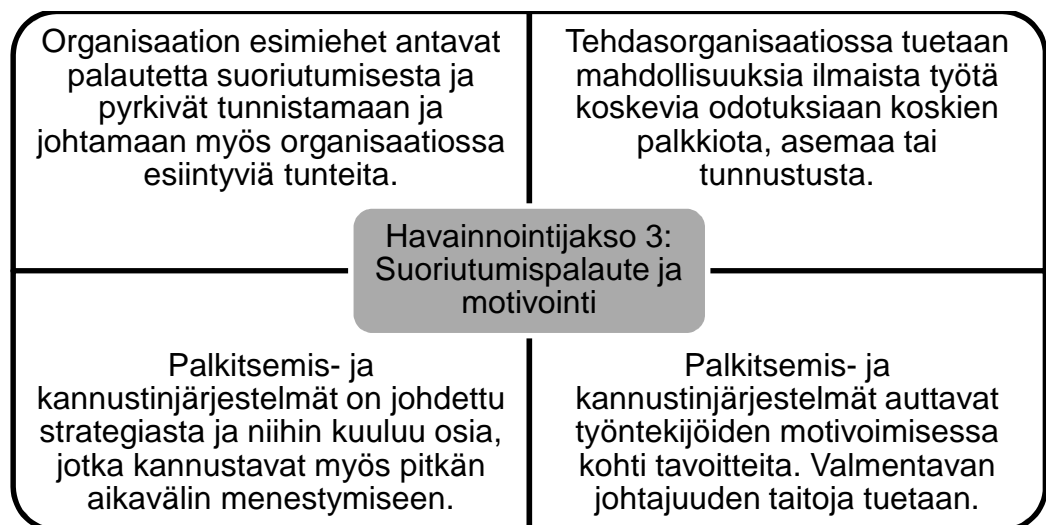 Organisaation esimiehet antavat
palautetta suoriutumisesta ja
pyrkivät tunnistamaan ja
johtamaan myös organisaatiossa
esiintyviä tunteita.
Tehdasorganisaatiossa tuetaan
mahdollisuuksia ilmaista työtä
koskevia odotuksiaan koskien
palkkiota, asemaa tai
tunnustusta.
Havainnointijakso 3:
Suoriutumispalaute ja
motivointi
Palkitsemis- ja
kannustinjärjestelmät on johdettu
strategiasta ja niihin kuuluu osia,
jotka kannustavat myös pitkän
aikavälin menestymiseen.
Palkitsemis- ja
kannustinjärjestelmät auttavat
työntekijöiden motivoimisessa
kohti tavoitteita. Valmentavan
johtajuuden taitoja tuetaan.